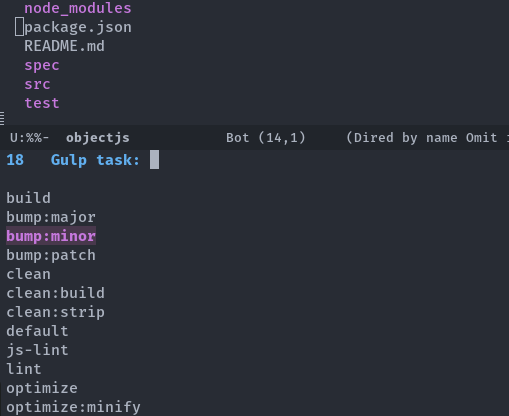 node_modules
package.json
README.md
spec
src
test
U:%%-  objectjs       Bot (14,1)     (Dired by name Omit
18   Gulp task:
build
bump:major
bump:minor
bump:patch
clean
clean:build
clean:strip
default
js-lint
lint
optimize
optimize:minify